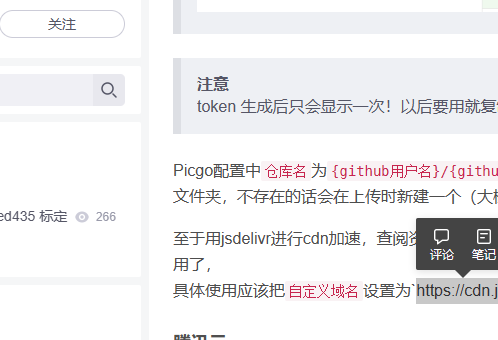 关注
注意
token 生成后只会显示一次！以后要用就复
ed435 标定 266
Picgo配置中 仓库名 为 {github用户名}/{githu
文件夹，不存在的话会在上传时新建一个（大
至于用jsdelivr进行cdn加速，查阅
评论 笔记
用了，
具体使用应该把 自定义域名 设置为`https://cdn.j